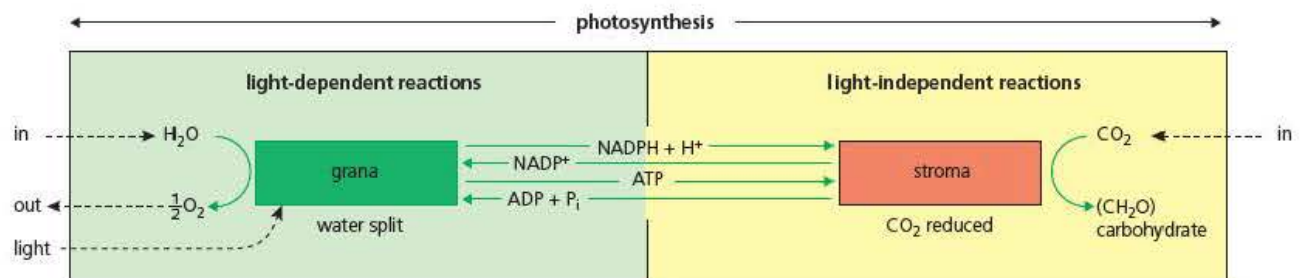 photosynthesis
light-dependent reactions
light-independent reactions
in
H₂O
NADPH + H⁺
CO₂
in
NADP⁺
grana
ATP
stroma
out
½O₂
ADP + Pᵢ
(CH₂O)
carbohydrate
water split
CO₂ reduced
light